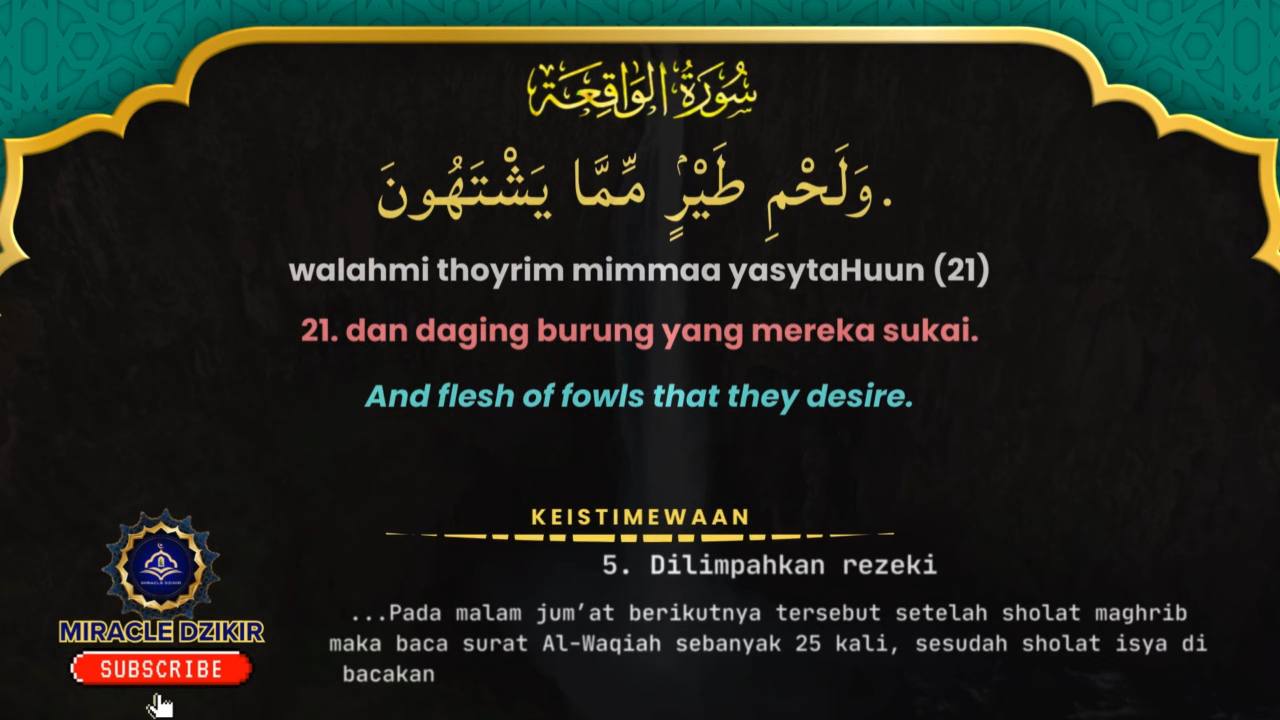 سُورَةُ الوَاقِعَة
وَلَحْمِ طَيْرٍۢ مِّمَّا يَشْتَهُونَ.
walahmi thoyrim mimmaa yasytaHuun (21)
21. dan daging burung yang mereka sukai.
And flesh of fowls that they desire.
KEISTIMEWAAN
5. Dilimpahkan rezeki
...Pada malam jum’at berikutnya tersebut setelah sholat maghrib
maka baca surat Al-Waqiah sebanyak 25 kali, sesudah sholat isya di
bacakan
MIRACLE DZIKIR
MIRACLE DZIKIR
SUBSCRIBE